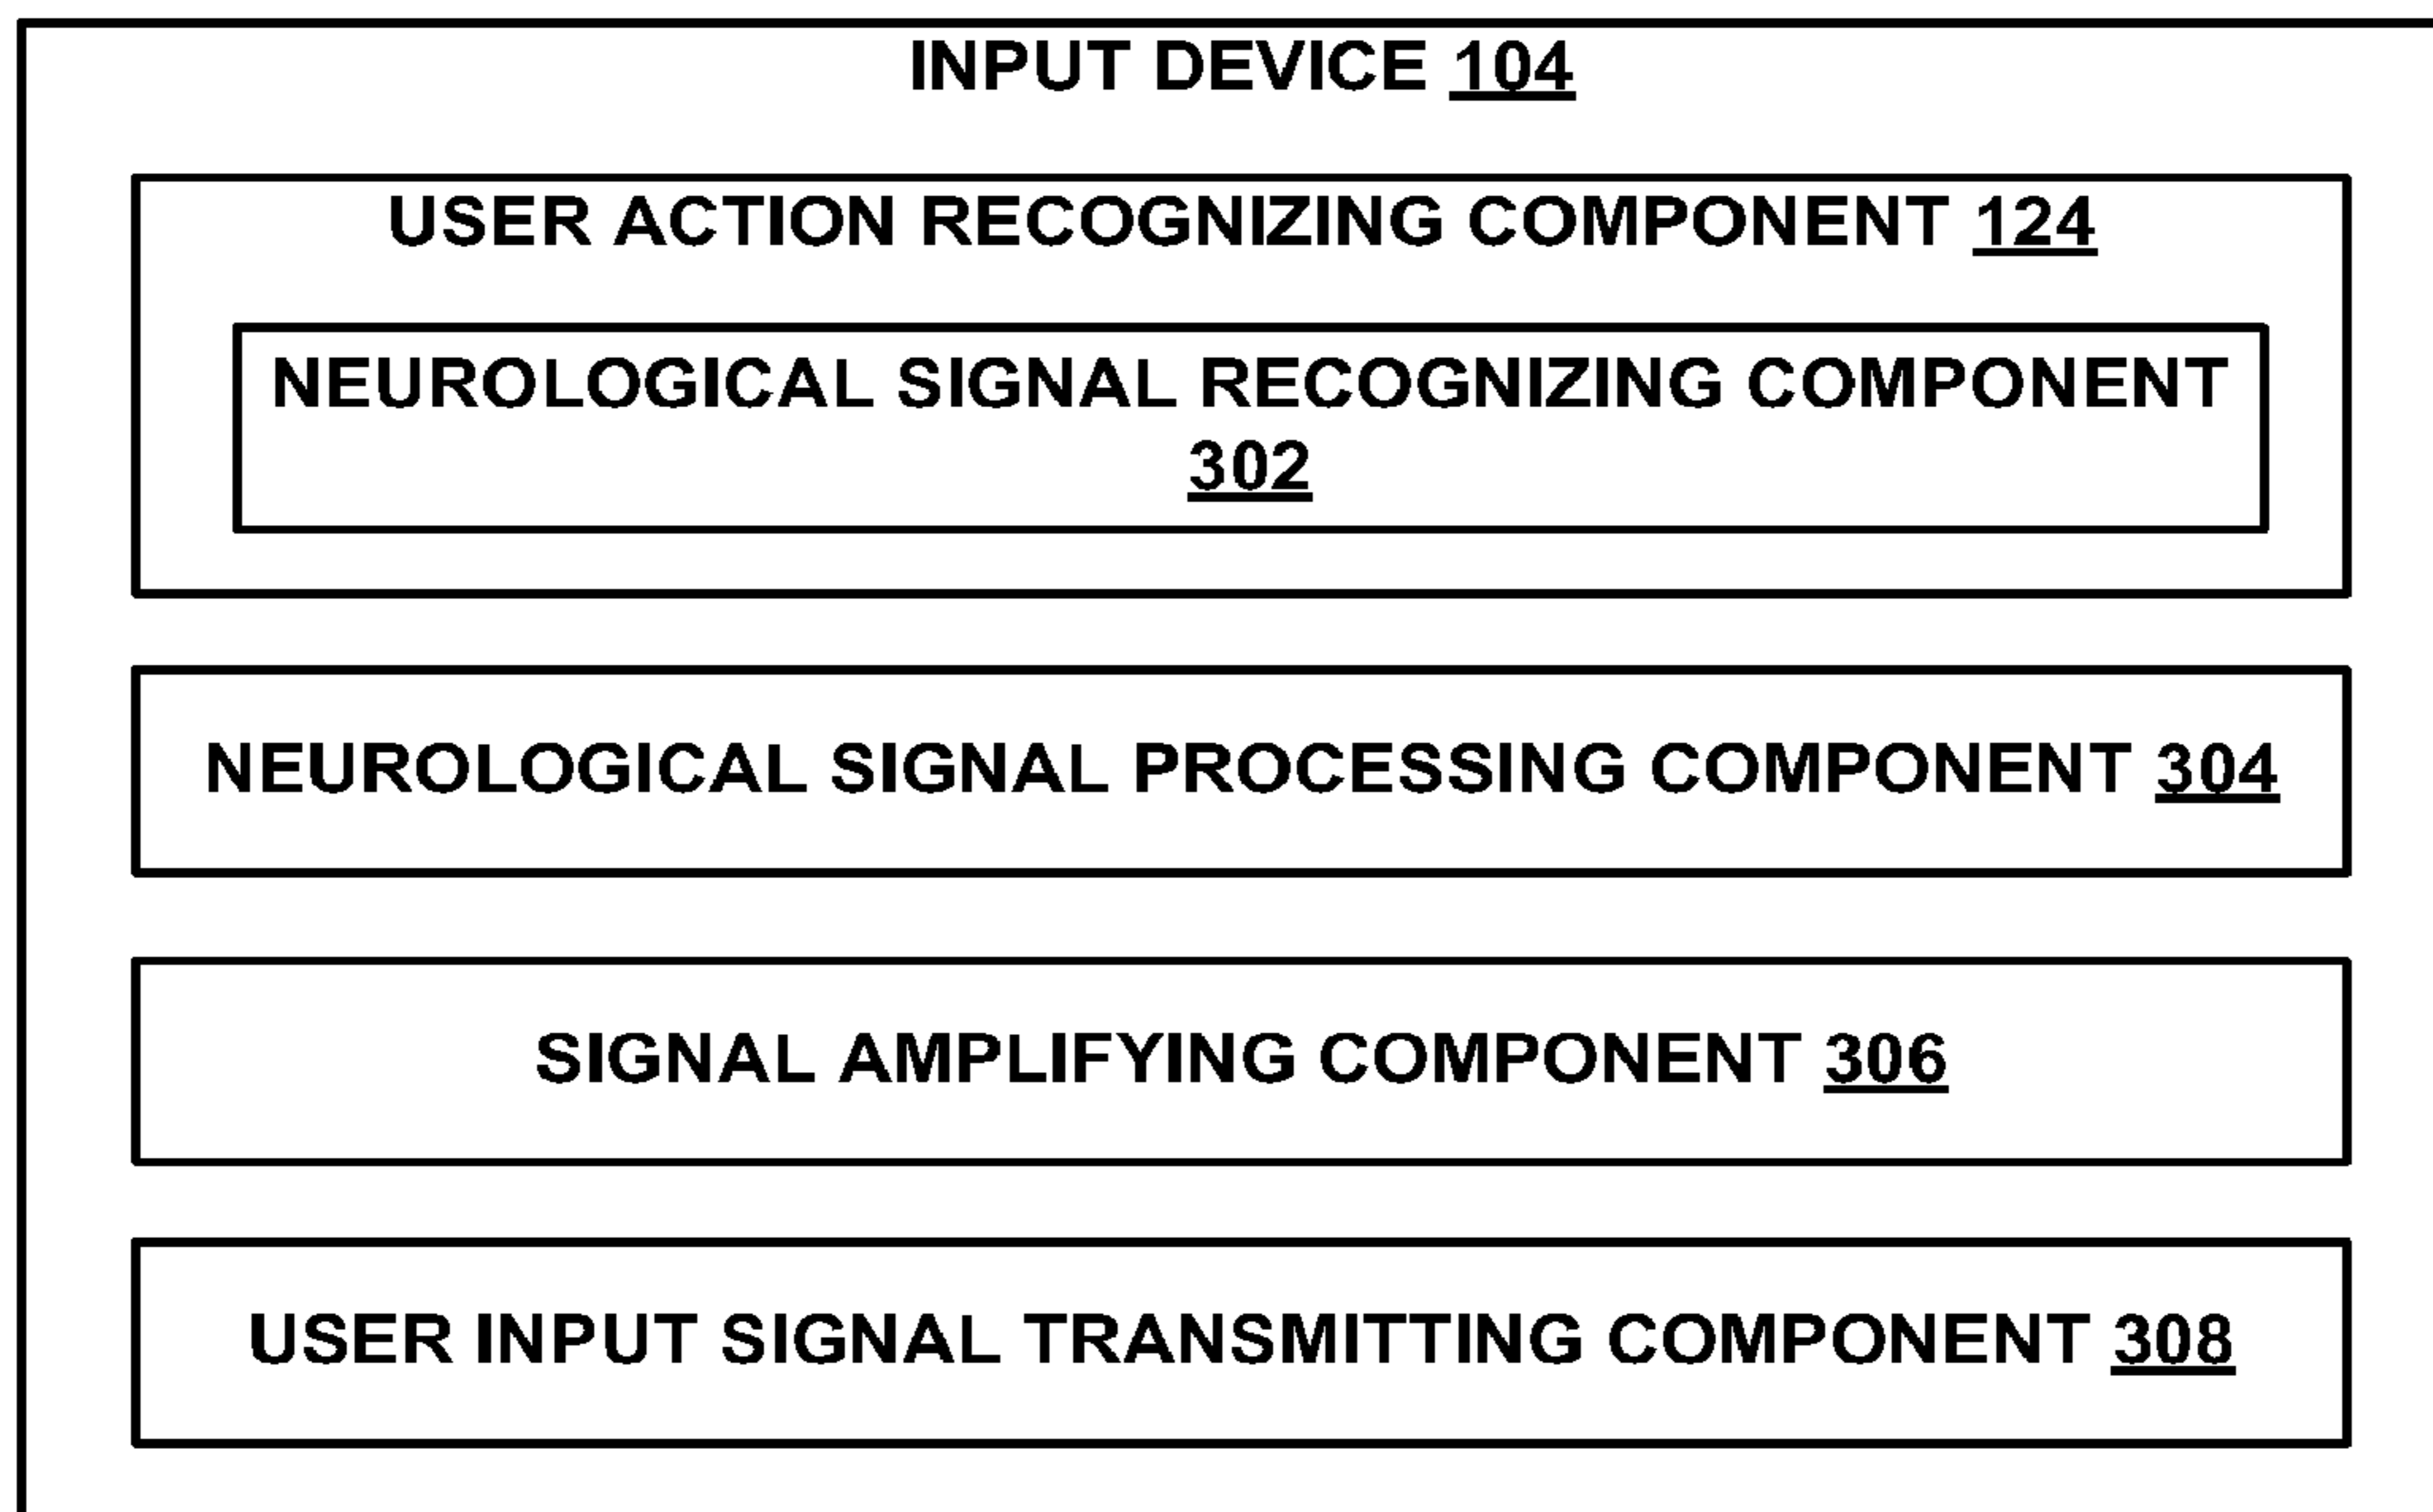 INPUT DEVICE 104
USER ACTION RECOGNIZING COMPONENT 124
NEUROLOGICAL SIGNAL RECOGNIZING COMPONENT
302
NEUROLOGICAL SIGNAL PROCESSING COMPONENT 304
SIGNAL AMPLIFYING COMPONENT 306
USER INPUT SIGNAL TRANSMITTING COMPONENT 308